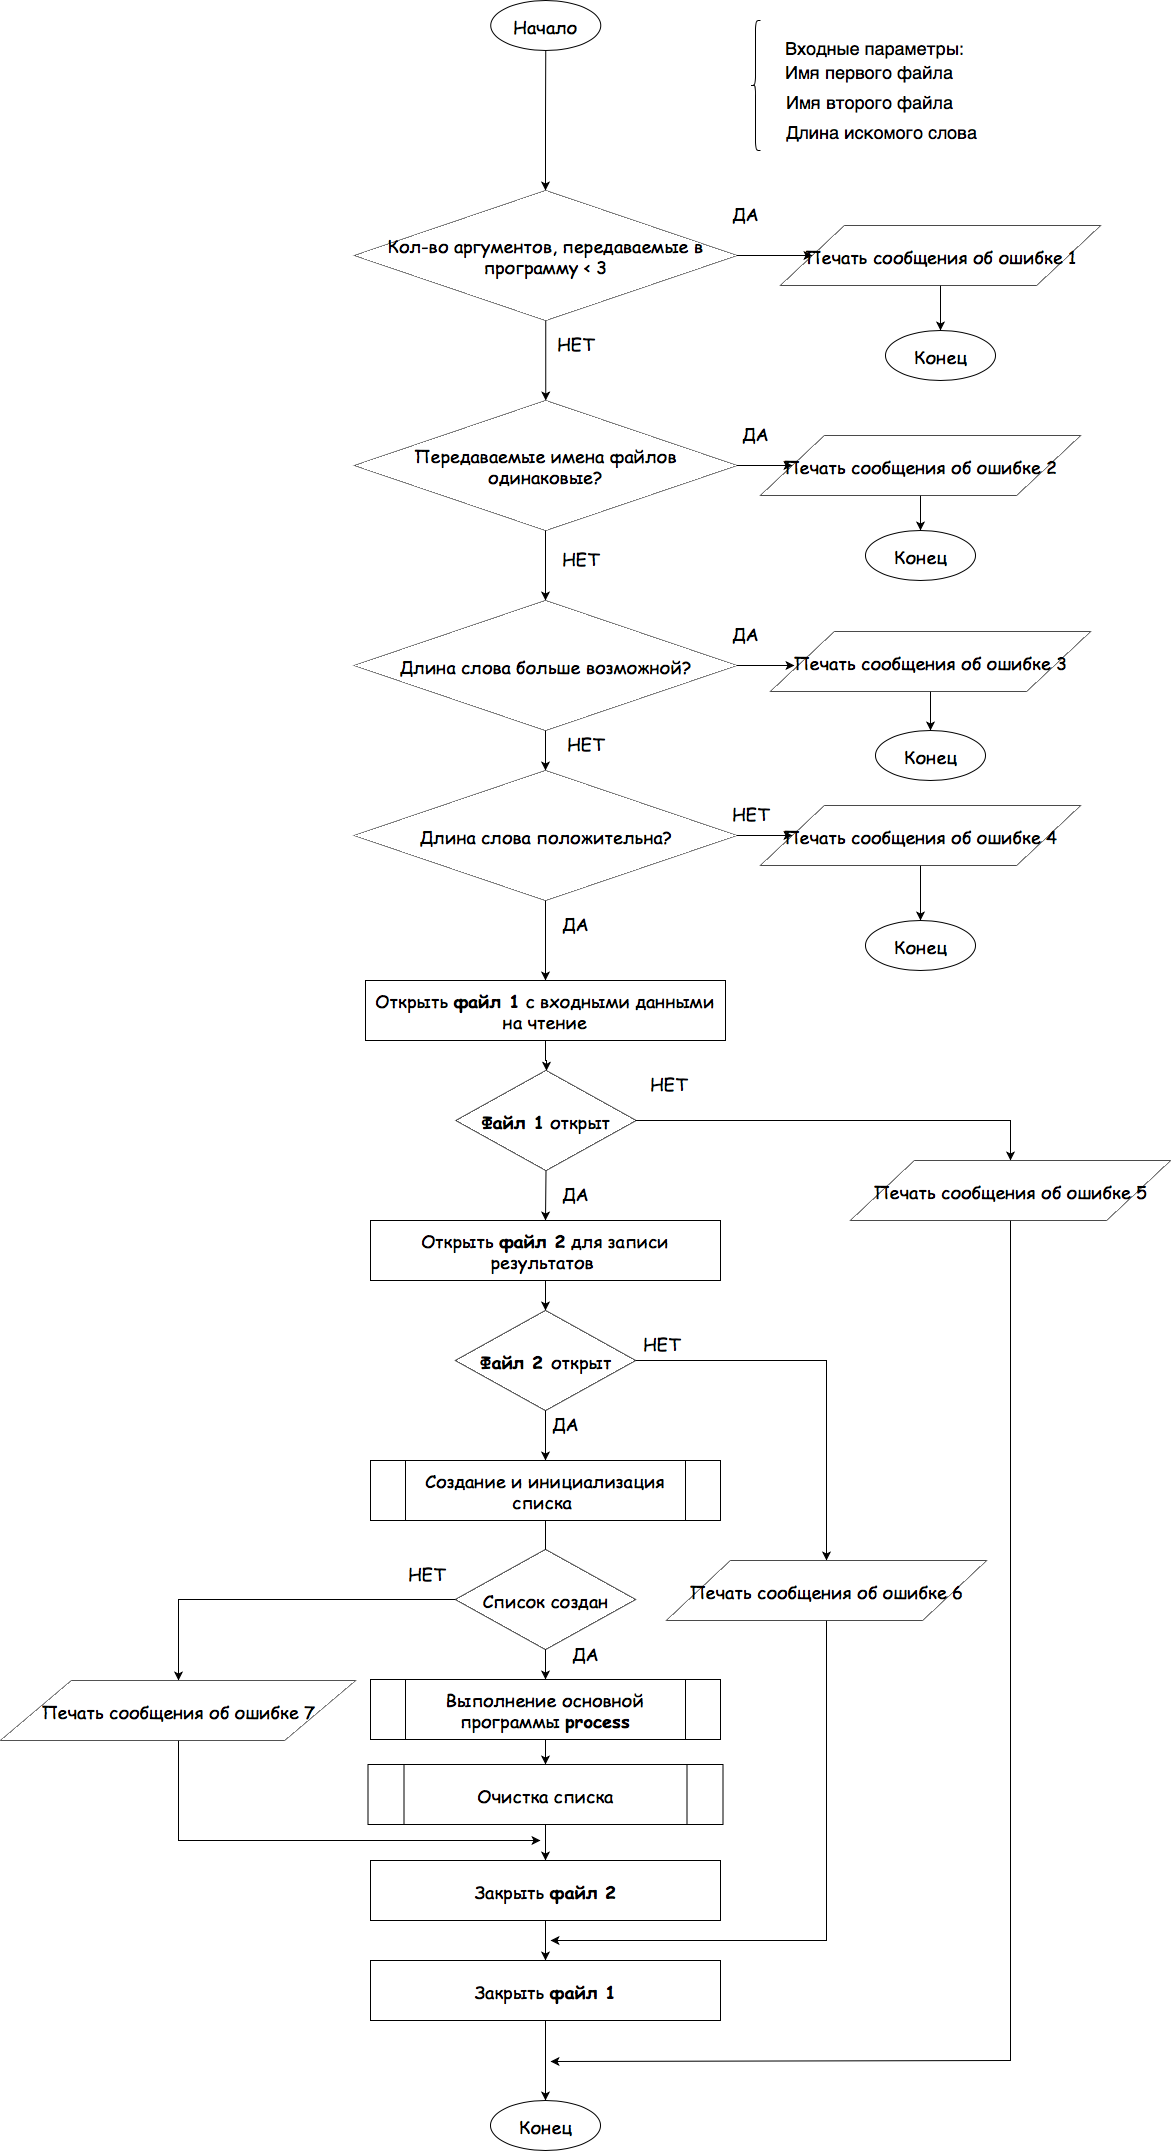 Начало
Входные параметры:
Имя первого файла
Имя второго файла
Длина искомого слова
ДА
Кол-во аргументов, передаваемые в
программу < 3
Печать сообщения об ошибке 1
НЕТ
Конец
ДА
Передаваемые имена файлов
одинаковые?
Печать сообщения об ошибке 2
НЕТ
Конец
ДА
Длина слова больше возможной?
Печать сообщения об ошибке 3
НЕТ
Конец
НЕТ
Длина слова положительна?
Печать сообщения об ошибке 4
ДА
Конец
Открыть файл 1 с входными данными
на чтение
НЕТ
Файл 1 открыт
ДА
Печать сообщения об ошибке 5
Открыть файл 2 для записи
результатов
НЕТ
Файл 2 открыт
ДА
Создание и инициализация
списка
НЕТ
Список создан
Печать сообщения об ошибке 6
ДА
Печать сообщения об ошибке 7
Выполнение основной
программы process
Очистка списка
Закрыть файл 2
Закрыть файл 1
Конец